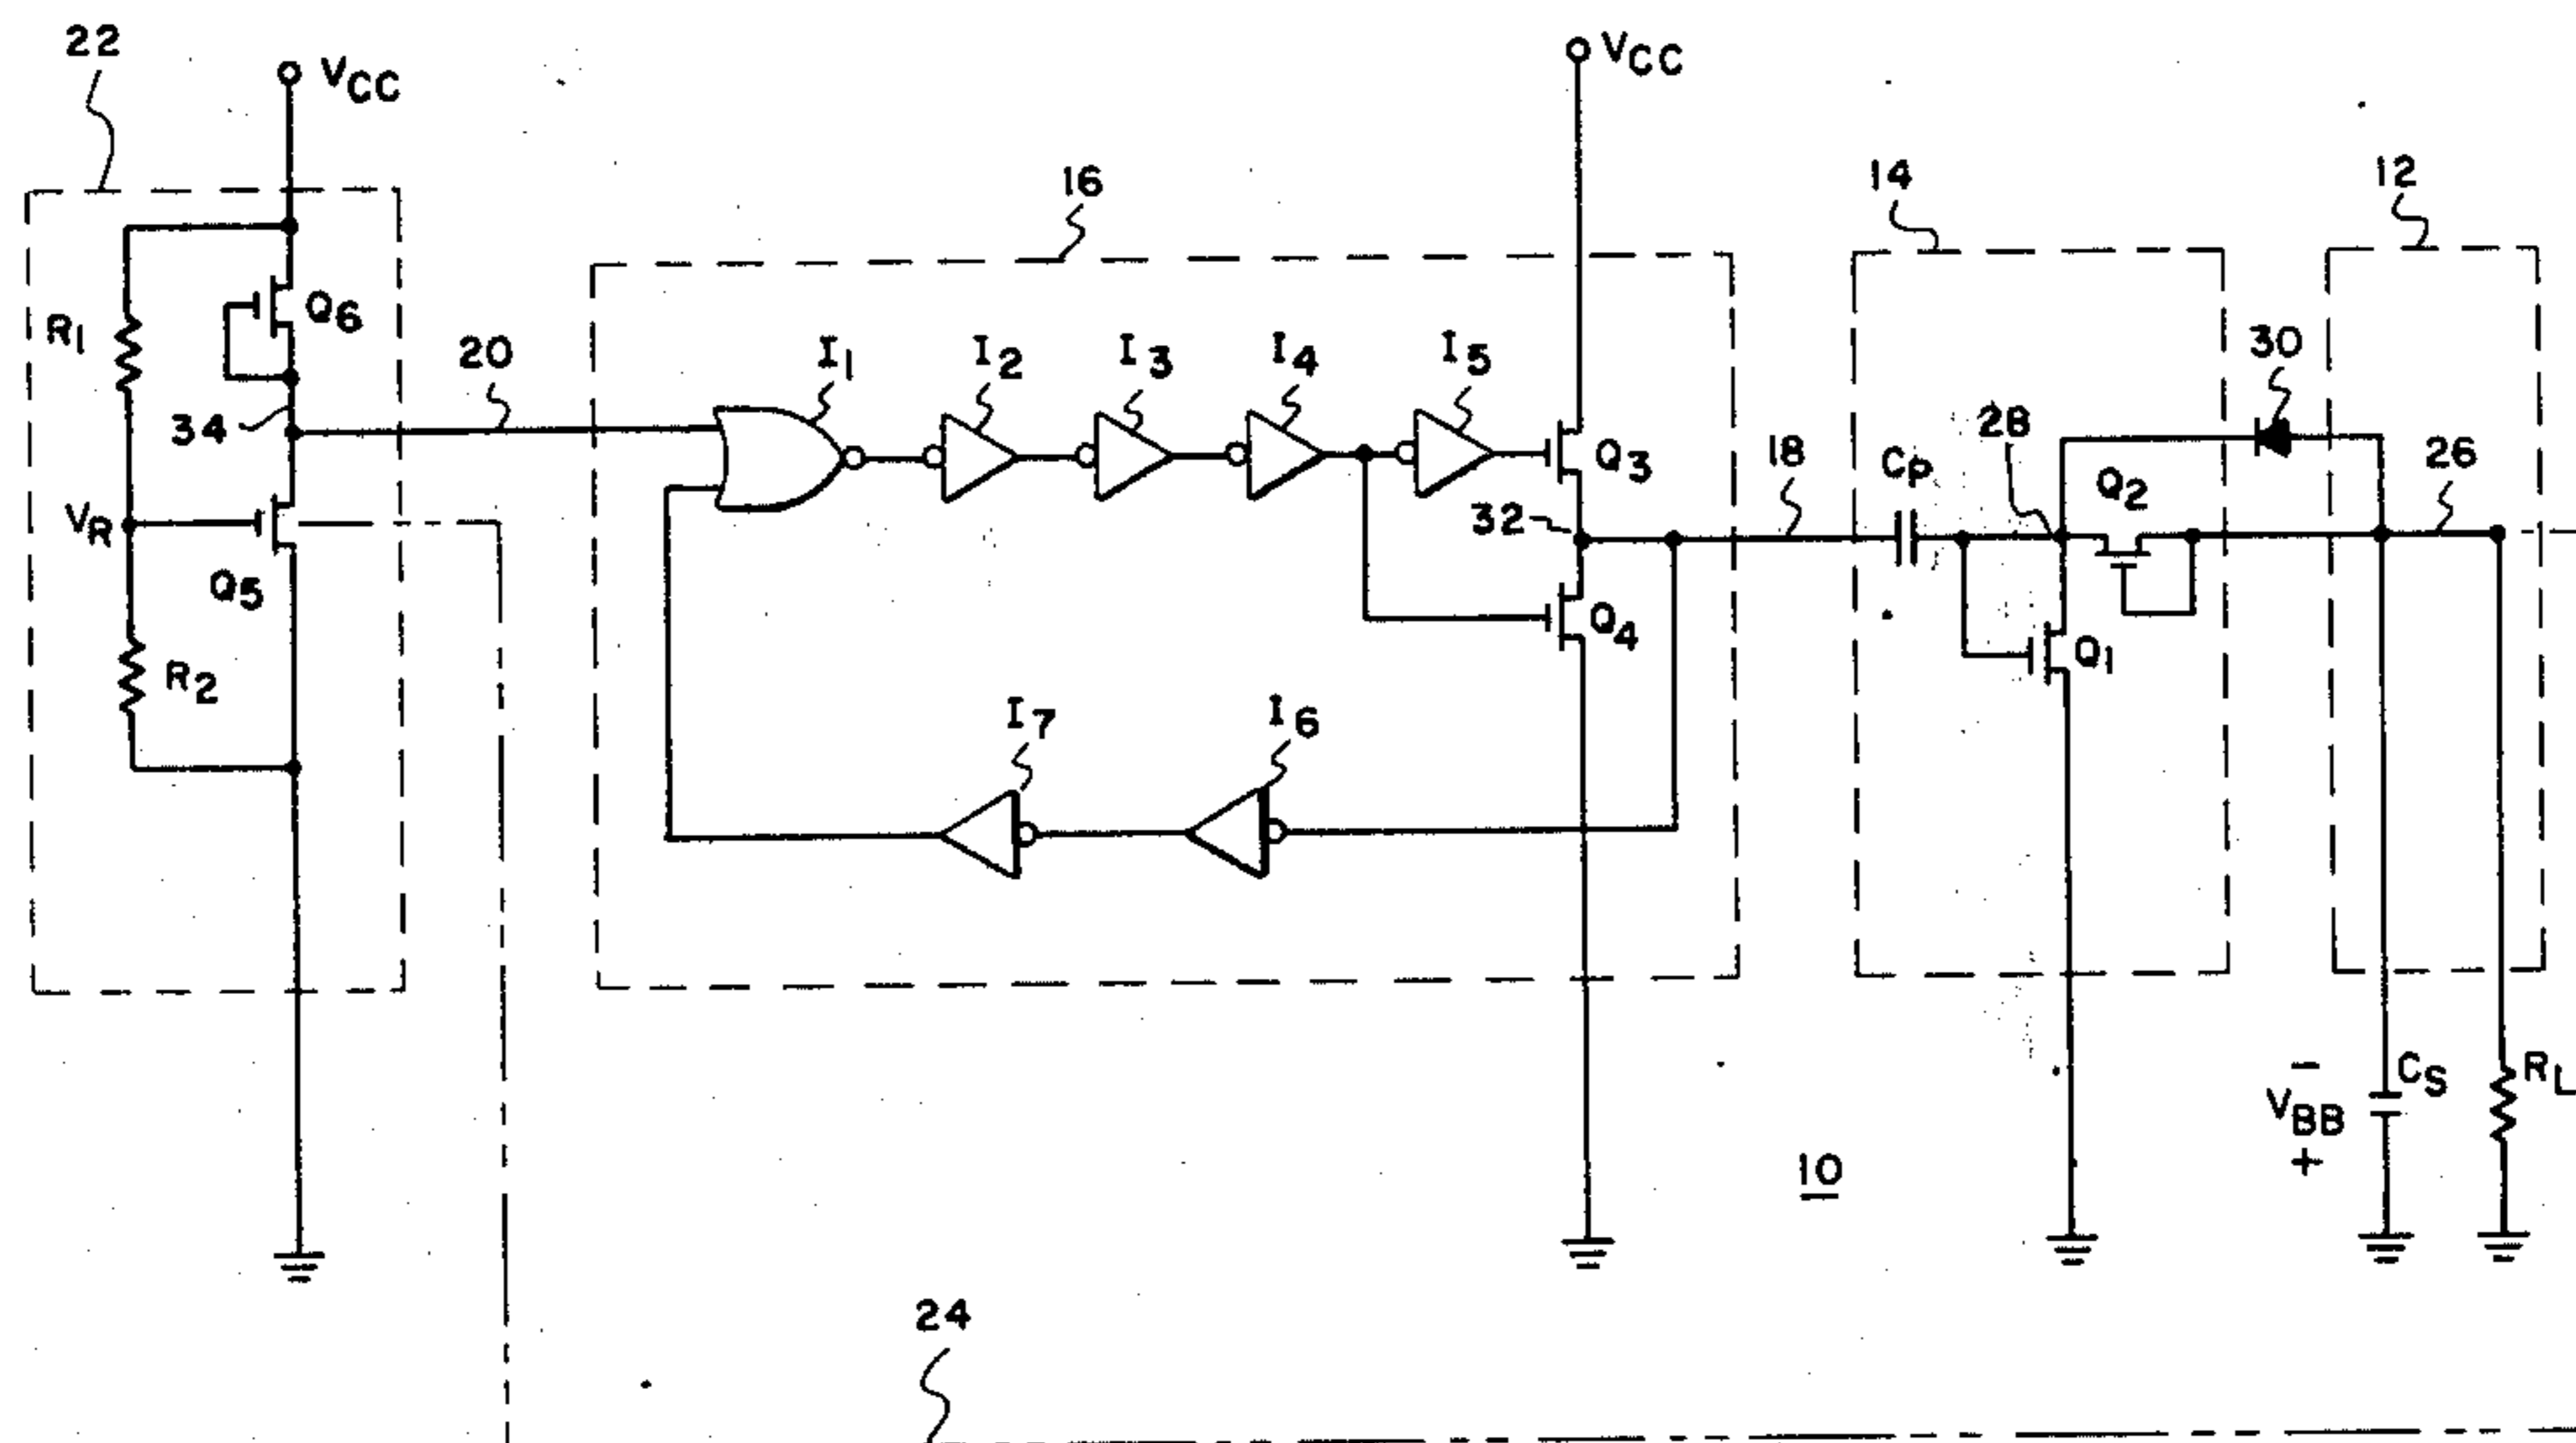 22
VCC
VCC
16
14
12
R1
Q6
20
I1
I2
I3
I4
I5
30
34
28
Q3
18
CP
Q2
26
VR
32
Q5
Q4
Q1
R2
I7
I6
−
CS
RL
VBB
+
10
24